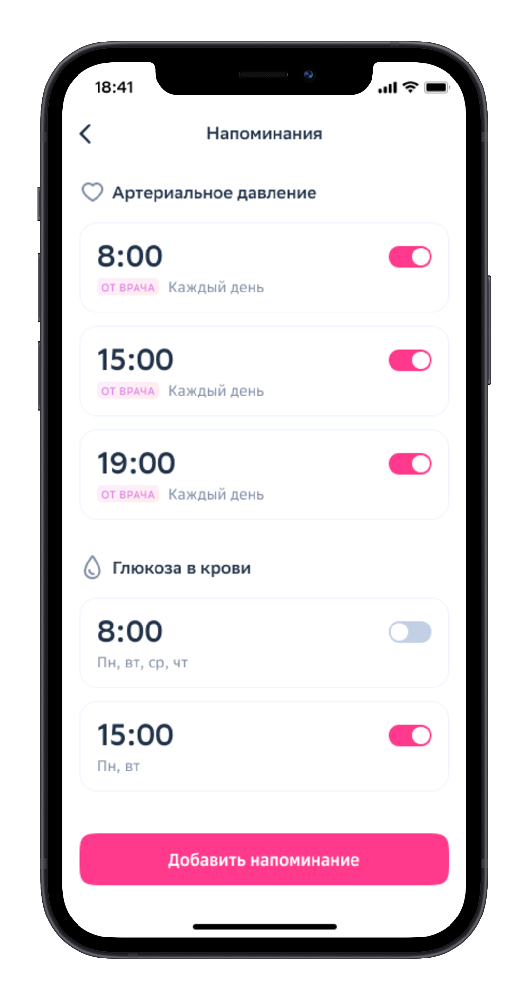 18:41
Напоминания
Артериальное давление
8:00
ОТ ВРАЧА Каждый день
15:00
ОТ ВРАЧА Каждый день
19:00
ОТ ВРАЧА Каждый день
Глюкоза в крови
8:00
Пн, вт, ср, чт
15:00
Пн, вт
Добавить напоминание